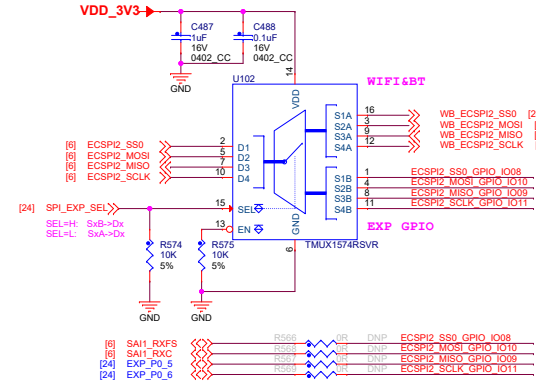 VDD_3V3
C487
1uF
16V
0402_CC
C488
0.1uF
16V
0402_CC
GND
U102
14
VDD
WIFI&BT
[6] ECSPI2_SS0 2 D1
[6] ECSPI2_MOSI 5 D2
[6] ECSPI2_MISO 7 D3
[6] ECSPI2_SCLK 10 D4
S1A 16 WB_ECSPI2_SS0 [2
S2A 3 WB_ECSPI2_MOSI
S3A 9 WB_ECSPI2_MISO
S4A 12 WB_ECSPI2_SCLK
S1B 1 ECSPI2_SS0_GPIO_IO08
S2B 4 ECSPI2_MOSI_GPIO_IO10
S3B 8 ECSPI2_MISO_GPIO_IO09
S4B 11 ECSPI2_SCLK_GPIO_IO11
[24] SPI_EXP_SEL 15 SEL
SEL=H: SxB->Dx
SEL=L: SxA->Dx
13 EN
GND
6
EXP GPIO
TMUX1574RSVR
R574
10K
5%
R575
10K
5%
GND
GND
[6] SAI1_RXFS R566 0R DNP ECSPI2_SS0_GPIO_IO08
[6] SAI1_RXC R568 0R DNP ECSPI2_MOSI_GPIO_IO10
[24] EXP_P0_5 R567 0R DNP ECSPI2_MISO_GPIO_IO09
[24] EXP_P0_6 R569 0R DNP ECSPI2_SCLK_GPIO_IO11